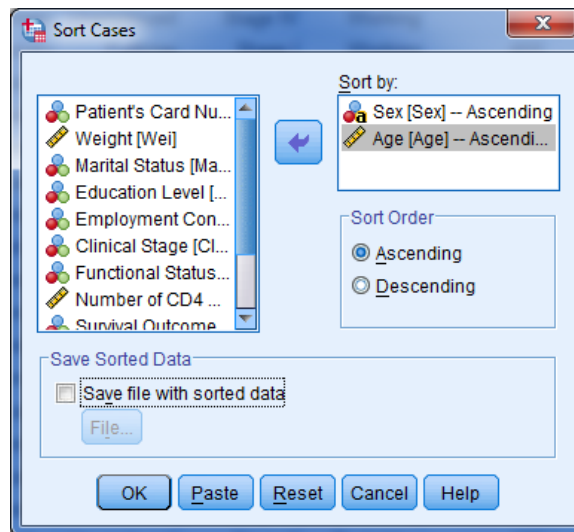 Sort Cases
Patient's Card Nu...
Weight [Wei]
Marital Status [Ma...
Education Level [...
Employment Con...
Clinical Stage [Cl...
Functional Status...
Number of CD4 ...
Survival Outcome
Sort by:
Sex [Sex] -- Ascending
Age [Age] -- Ascendi...
Sort Order
Ascending
Descending
Save Sorted Data
Save file with sorted data
File...
OK
Paste
Reset
Cancel
Help